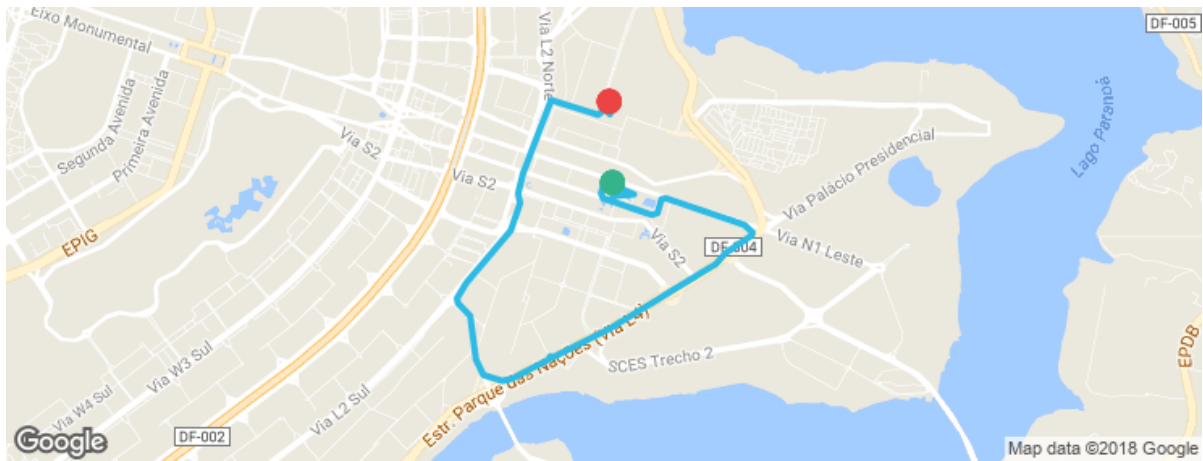 Eixo Monumental
Via L2 Norte
DF-005
Segunda Avenida
Primeira Avenida
Via S2
Via S2
Lago Paranoá
Via Palácio Presidencial
EPIG
Via S2
DF-004
Via N1 Leste
Via W3 Sul
Estr. Parque das Nações (Via L4)
SCES Trecho 2
EPDB
Via W4 Sul
Via L2 Sul
DF-002
Google
Map data ©2018 Google